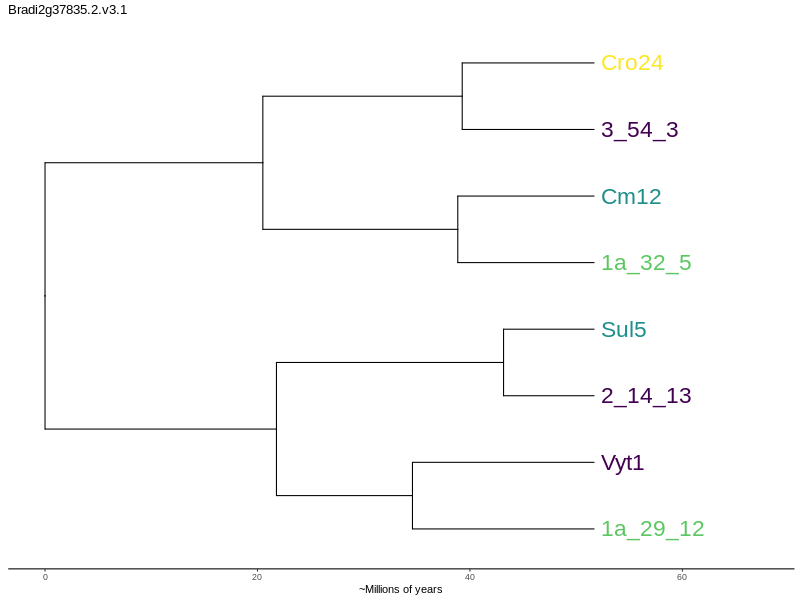 Bradi2g37835.2.v3.1
Cro24
3_54_3
Cm12
1a_32_5
Sul5
2_14_13
Vyt1
1a_29_12
0 20 40 60
~Millions of years